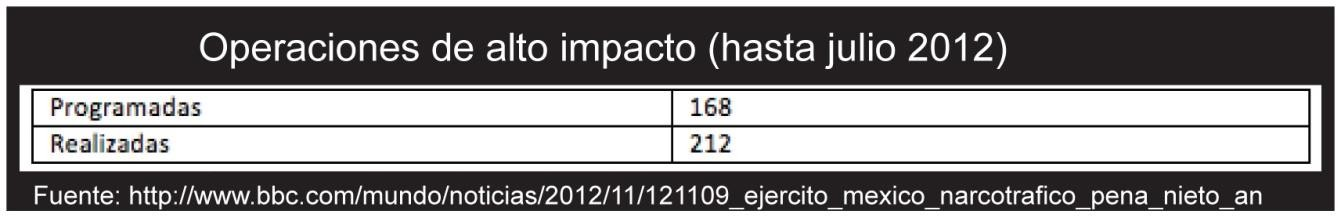 Operaciones de alto impacto (hasta julio 2012)
Programadas 168
Realizadas 212
Fuente: http://www.bbc.com/mundo/noticias/2012/11/121109_ejercito_mexico_narcotrafico_pena_nieto_an